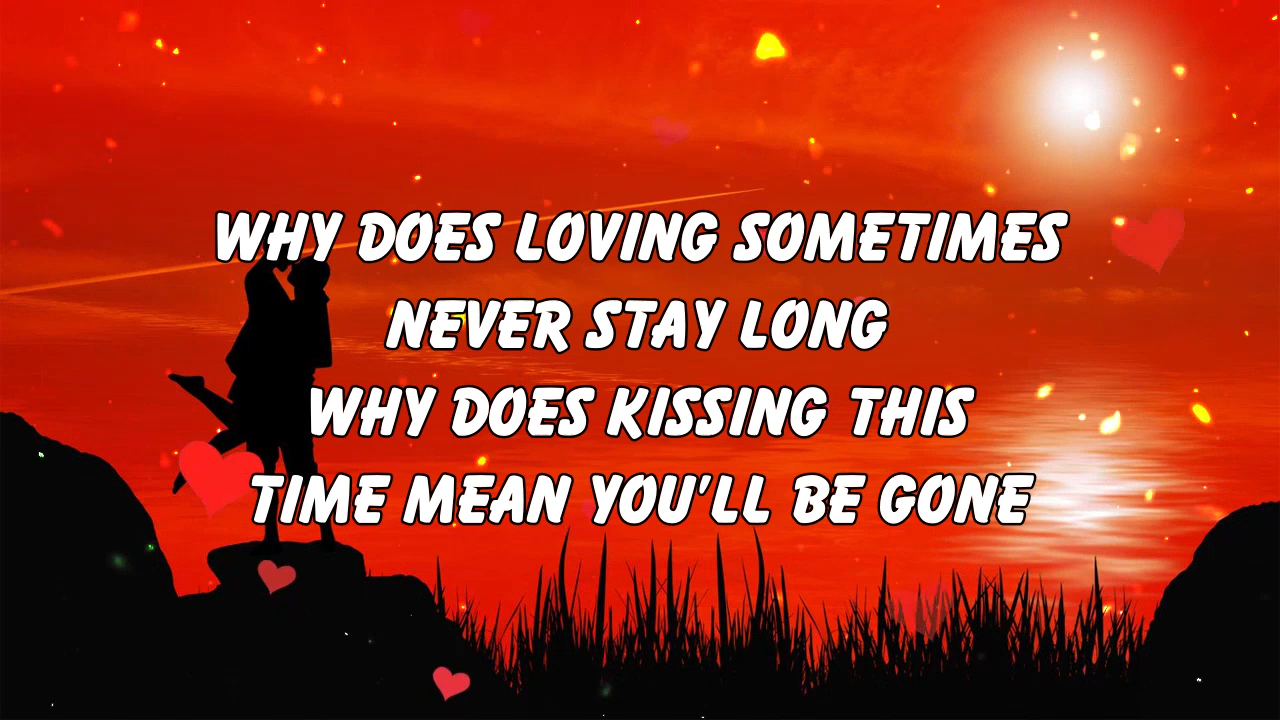 WHY DOES LOVING SOMETIMES
NEVER STAY LONG
WHY DOES KISSING THIS
TIME MEAN YOU'LL BE GONE